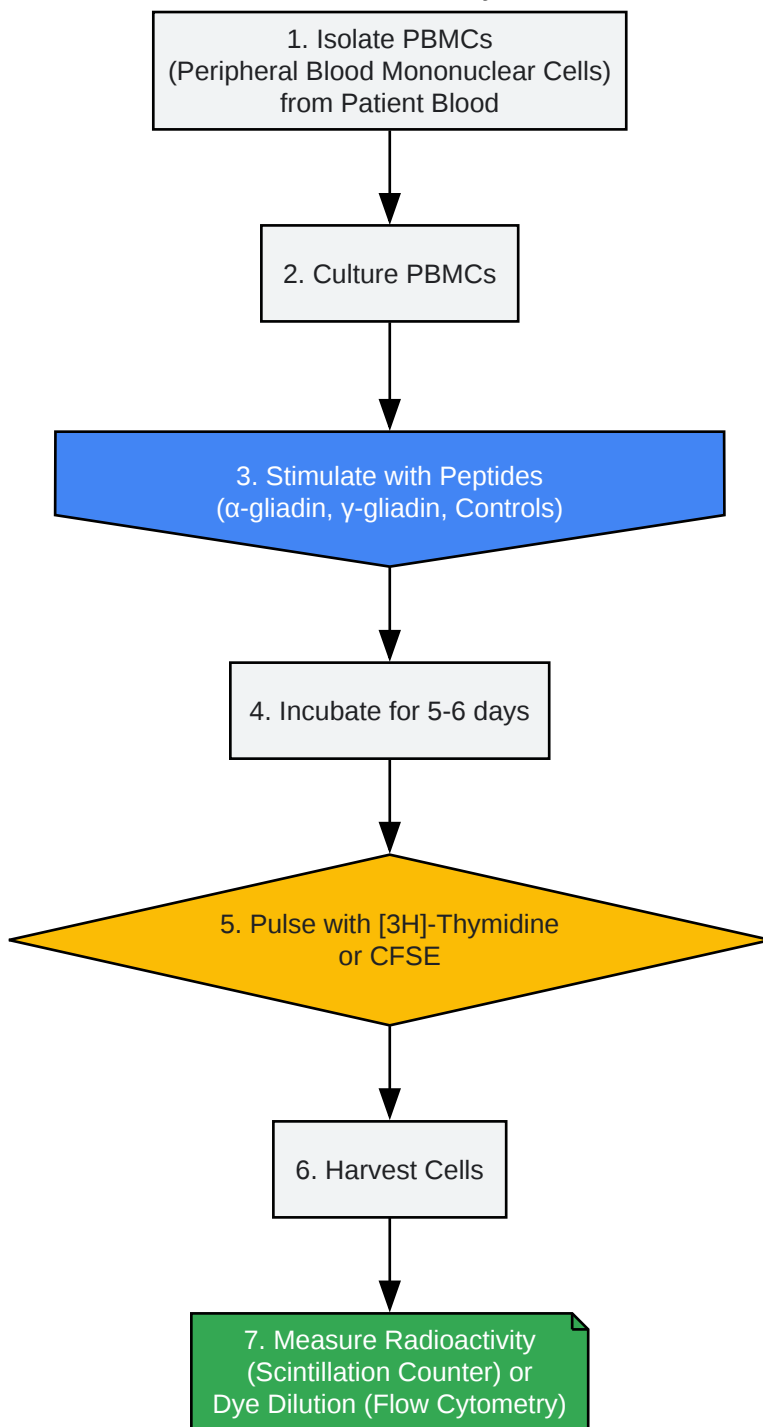 1. Isolate PBMCs
(Peripheral Blood Mononuclear Cells)
from Patient Blood
2. Culture PBMCs
3. Stimulate with Peptides
(α-gliadin, γ-gliadin, Controls)
4. Incubate for 5-6 days
5. Pulse with [3H]-Thymidine
or CFSE
6. Harvest Cells
7. Measure Radioactivity
(Scintillation Counter) or
Dye Dilution (Flow Cytometry)